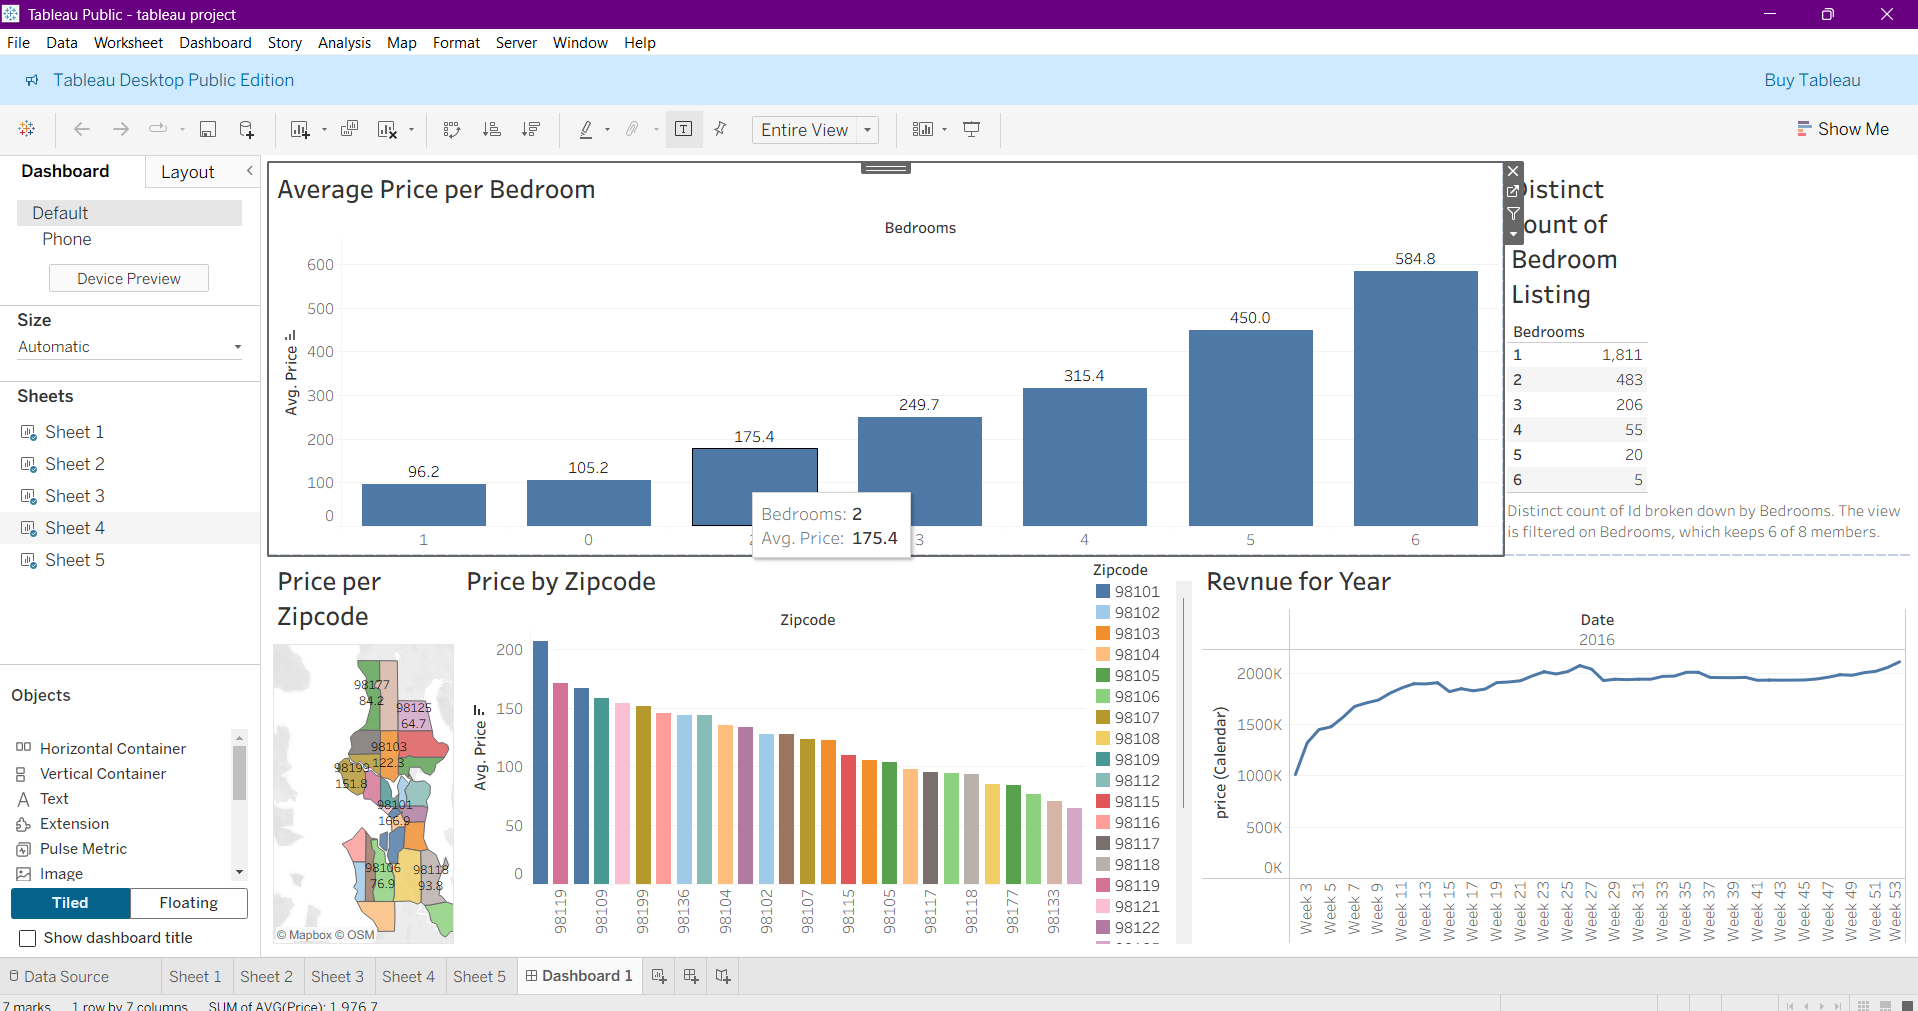 Tableau Public - tableau project
File Data Worksheet Dashboard Story Analysis Map Format Server Window Help
Tableau Desktop Public Edition
Buy Tableau
Entire View
Show Me
Dashboard
Layout
Default
Phone
Device Preview
Size
Automatic
Sheets
Sheet 1
Sheet 2
Sheet 3
Sheet 4
Sheet 5
Objects
Horizontal Container
Vertical Container
Text
Extension
Pulse Metric
Image
Tiled
Floating
Show dashboard title
Average Price per Bedroom
Bedrooms
Avg. Price
600
500
400
300
200
100
0
96.2
105.2
175.4
249.7
315.4
450.0
584.8
1
0
3
4
5
6
Bedrooms: 2
Avg. Price: 175.4
Distinct
ount of
Bedroom
Listing
Bedrooms
1 1,811
2 483
3 206
4 55
5 20
6 5
Distinct count of Id broken down by Bedrooms. The view
is filtered on Bedrooms, which keeps 6 of 8 members.
Price per
Zipcode
98177
84.2
98125
64.7
98103
122.3
98199
151.8
98101
166.9
98106
76.9
98118
93.8
© Mapbox © OSM
Price by Zipcode
Zipcode
Avg. Price
200
150
100
50
0
98119
98109
98199
98136
98104
98102
98107
98115
98105
98117
98118
98177
98133
Zipcode
98101
98102
98103
98104
98105
98106
98107
98108
98109
98112
98115
98116
98117
98118
98119
98121
98122
Revnue for Year
Date
2016
price (Calendar)
2000K
1500K
1000K
500K
0K
Week 3
Week 5
Week 7
Week 9
Week 11
Week 13
Week 15
Week 17
Week 19
Week 21
Week 23
Week 25
Week 27
Week 29
Week 31
Week 33
Week 35
Week 37
Week 39
Week 41
Week 43
Week 45
Week 47
Week 49
Week 51
Week 53
Data Source
Sheet 1
Sheet 2
Sheet 3
Sheet 4
Sheet 5
Dashboard 1
7 marks 1 row by 7 columns SUM of AVG(Price): 1,976.7